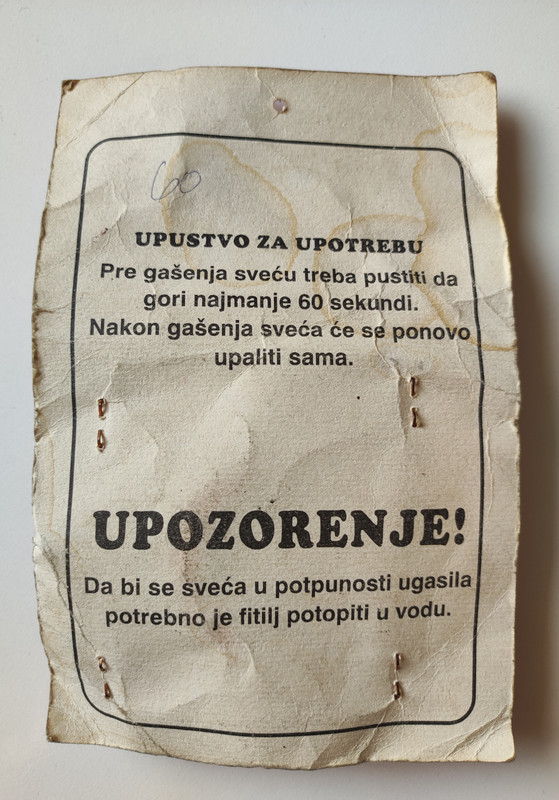 60
UPUSTVO ZA UPOTREBU
Pre gašenja sveću treba pustiti da
gori najmanje 60 sekundi.
Nakon gašenja sveća će se ponovo
upaliti sama.
UPOZORENJE!
Da bi se sveća u potpunosti ugasila
potrebno je fitilj potopiti u vodu.